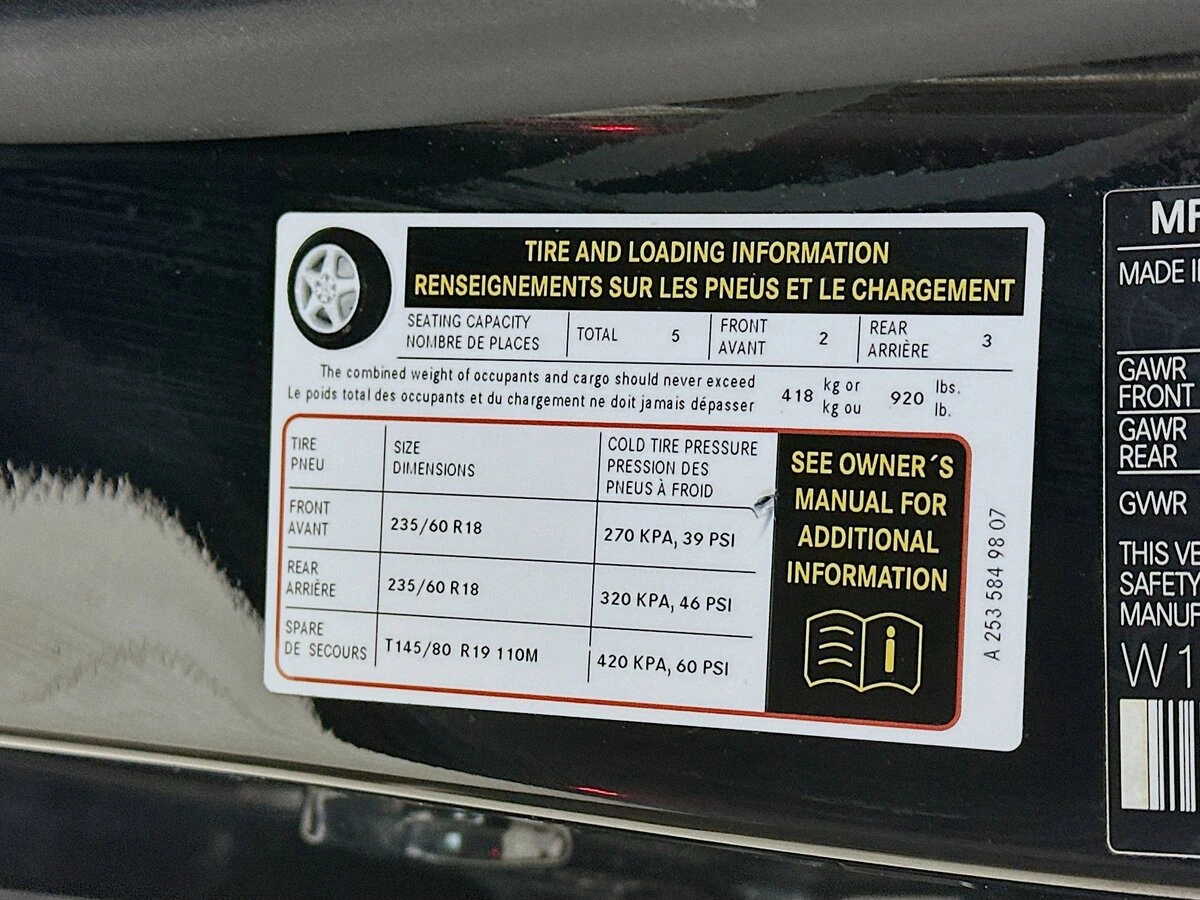 TIRE AND LOADING INFORMATION
RENSEIGNEMENTS SUR LES PNEUS ET LE CHARGEMENT
SEATING CAPACITY
NOMBRE DE PLACES
TOTAL 5
FRONT
AVANT
2
REAR
ARRIÈRE
3
The combined weight of occupants and cargo should never exceed
Le poids total des occupants et du chargement ne doit jamais dépasser
418 kg or
kg ou
920 lbs.
lb.
TIRE
PNEU
SIZE
DIMENSIONS
COLD TIRE PRESSURE
PRESSION DES
PNEUS À FROID
FRONT
AVANT
235/60 R18
270 KPA, 39 PSI
REAR
ARRIÈRE
235/60 R18
320 KPA, 46 PSI
SPARE
DE SECOURS
T145/80 R19 110M
420 KPA, 60 PSI
SEE OWNER´S
MANUAL FOR
ADDITIONAL
INFORMATION
i
A 253 584 98 07
MADE
GAWR
FRONT
GAWR
REAR
GVWR
THIS
SAFETY
W1